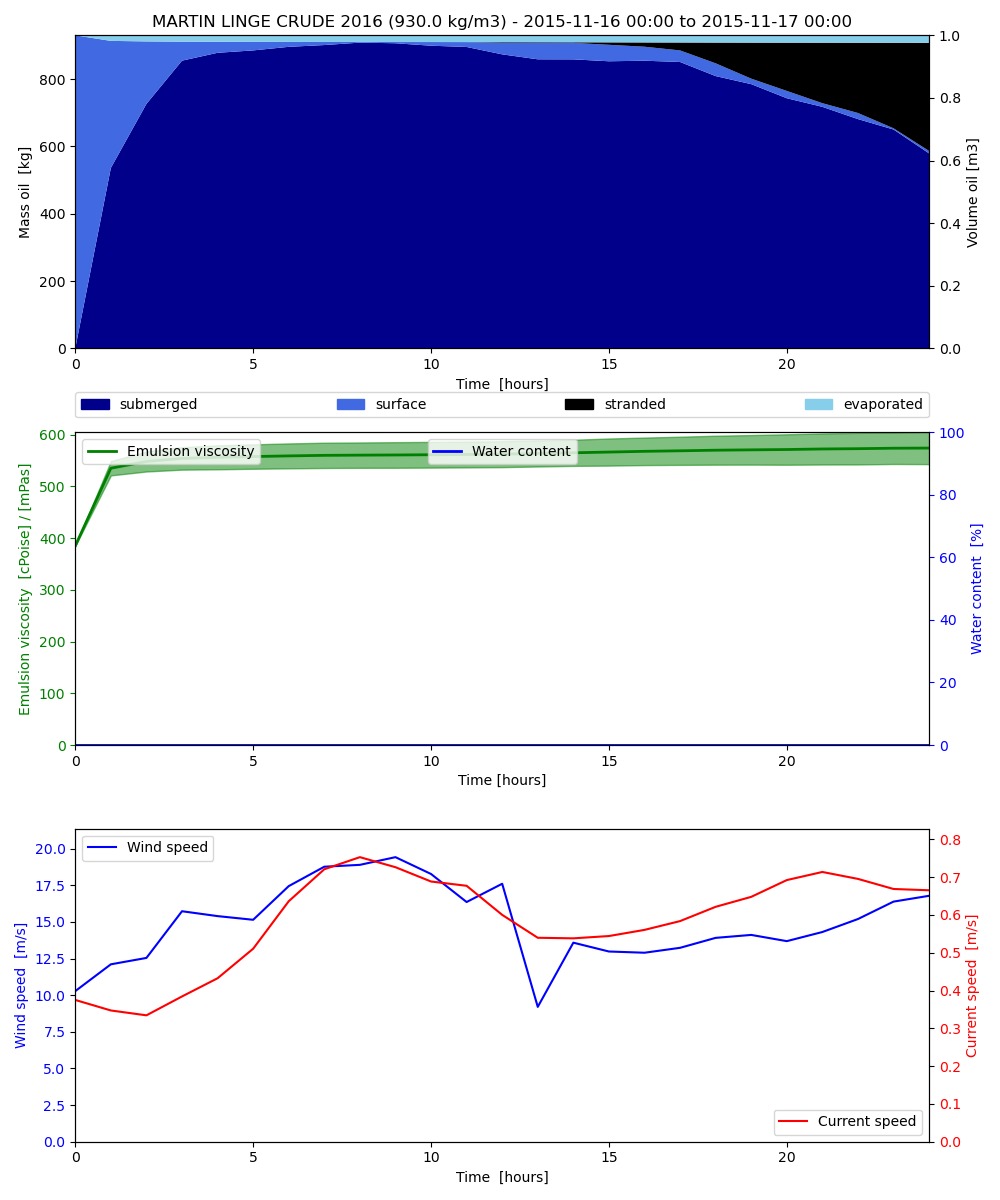 MARTIN LINGE CRUDE 2016 (930.0 kg/m3) - 2015-11-16 00:00 to 2015-11-17 00:00
Mass oil  [kg]
0
200
400
600
800
0.0
0.2
0.4
0.6
0.8
1.0
Volume oil [m3]
0 5 10 15 20
Time  [hours]
submerged surface stranded evaporated
Emulsion viscosity  [cPoise] / [mPas]
0
100
200
300
400
500
600
Emulsion viscosity Water content
0
20
40
60
80
100
Water content  [%]
0 5 10 15 20
Time [hours]
Wind speed  [m/s]
0.0
2.5
5.0
7.5
10.0
12.5
15.0
17.5
20.0
Wind speed
Current speed
0.0
0.1
0.2
0.3
0.4
0.5
0.6
0.7
0.8
Current speed  [m/s]
0 5 10 15 20
Time  [hours]